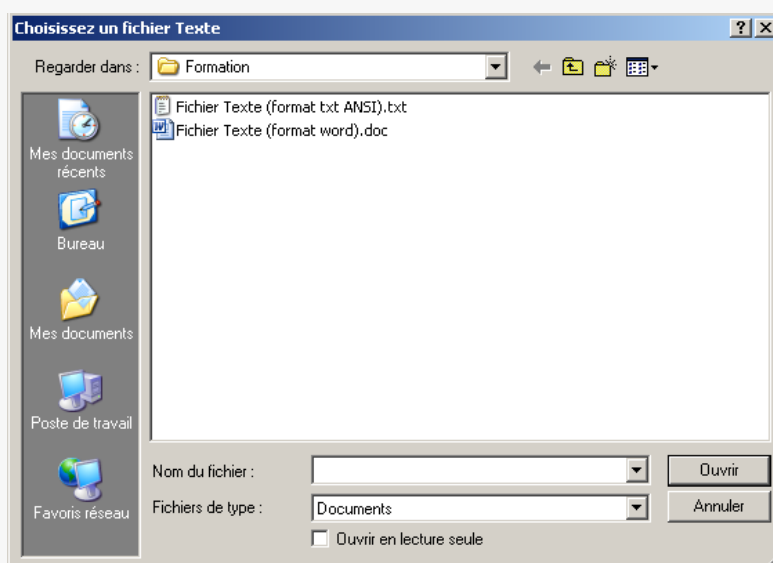 Choisissez un fichier Texte
Regarder dans :
Formation
Fichier Texte (format txt ANSI).txt
Fichier Texte (format word).doc
Mes documents
récents
Bureau
Mes documents
Poste de travail
Favoris réseau
Nom du fichier :
Ouvrir
Fichiers de type :
Documents
Annuler
Ouvrir en lecture seule